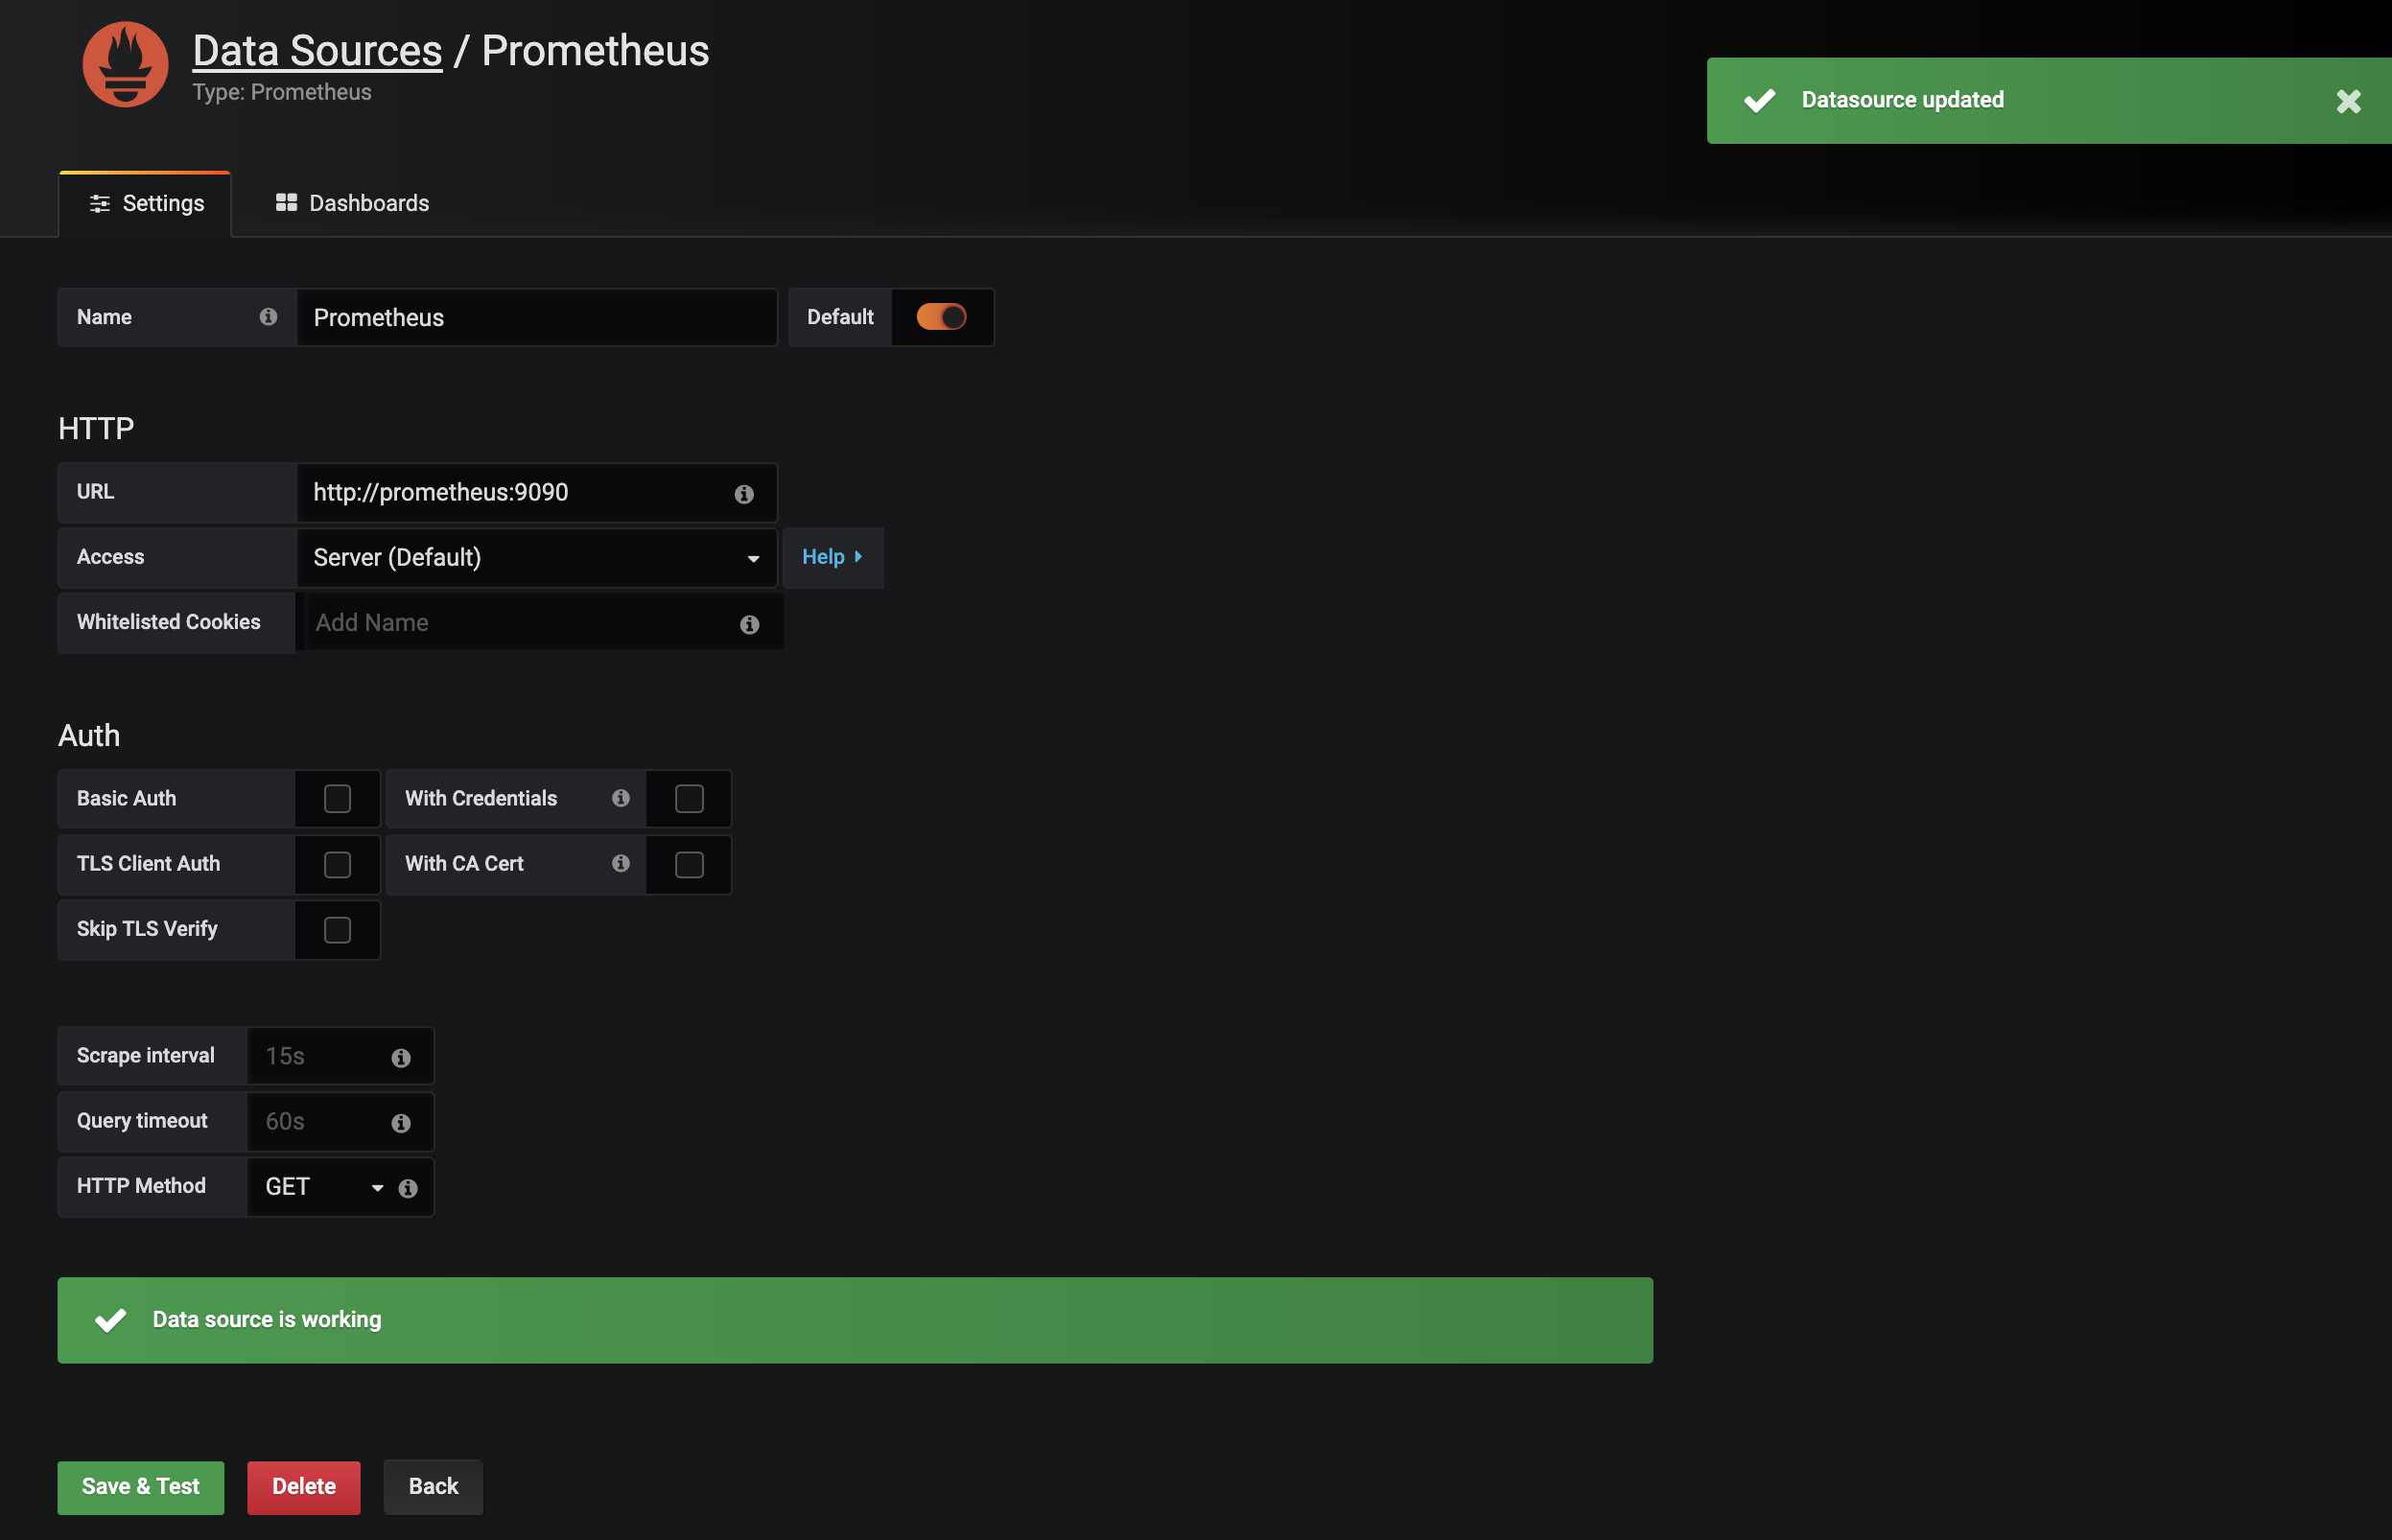 Data Sources / Prometheus
Type: Prometheus
Datasource updated
Settings
Dashboards
Name
Prometheus
Default
HTTP
URL
http://prometheus:9090
Access
Server (Default)
Help
Whitelisted Cookies
Add Name
Auth
Basic Auth
With Credentials
TLS Client Auth
With CA Cert
Skip TLS Verify
Scrape interval
15s
Query timeout
60s
HTTP Method
GET
Data source is working
Save & Test
Delete
Back